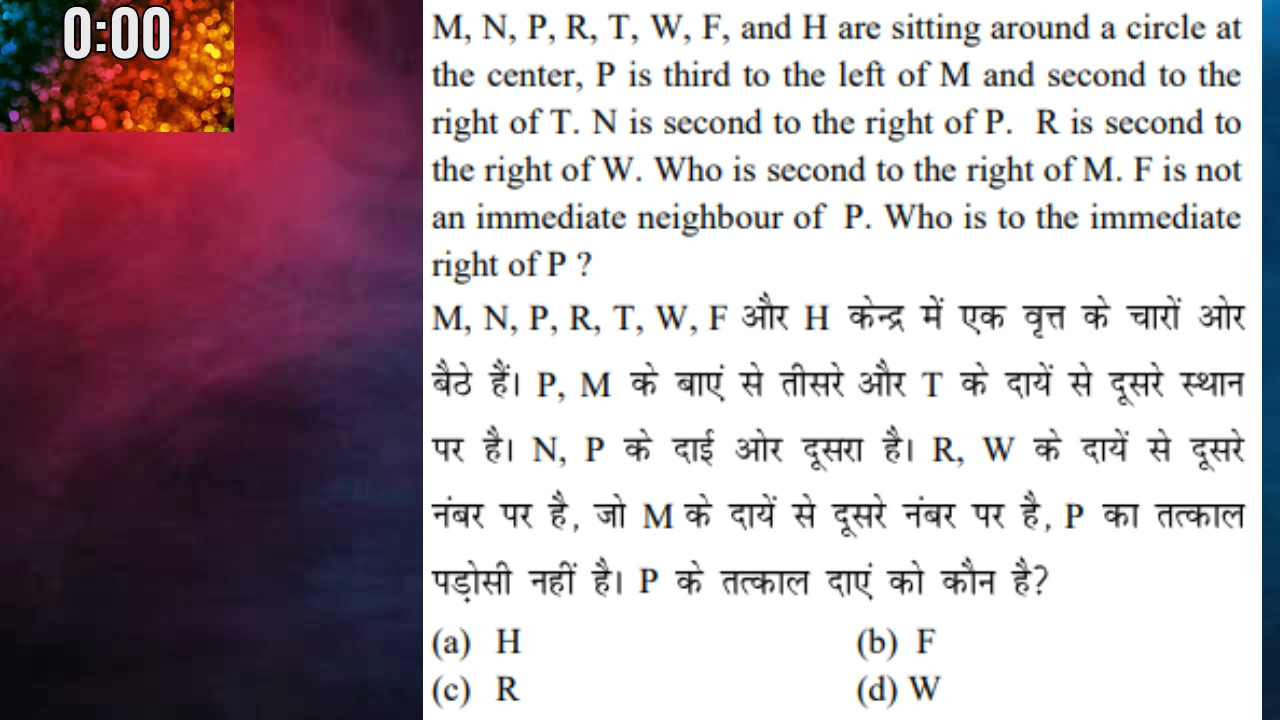 0:00
M, N, P, R, T, W, F, and H are sitting around a circle at
the center, P is third to the left of M and second to the
right of T. N is second to the right of P. R is second to
the right of W. Who is second to the right of M. F is not
an immediate neighbour of P. Who is to the immediate
right of P ?
M, N, P, R, T, W, F और H केन्द्र में एक वृत्त के चारों ओर
बैठे हैं। P, M के बाएं से तीसरे और T के दायें से दूसरे स्थान
पर है। N, P के दाई ओर दूसरा है। R, W के दायें से दूसरे
नंबर पर है, जो M के दायें से दूसरे नंबर पर है, P का तत्काल
पड़ोसी नहीं है। P के तत्काल दाएं को कौन है?
(a) H (b) F
(c) R (d) W